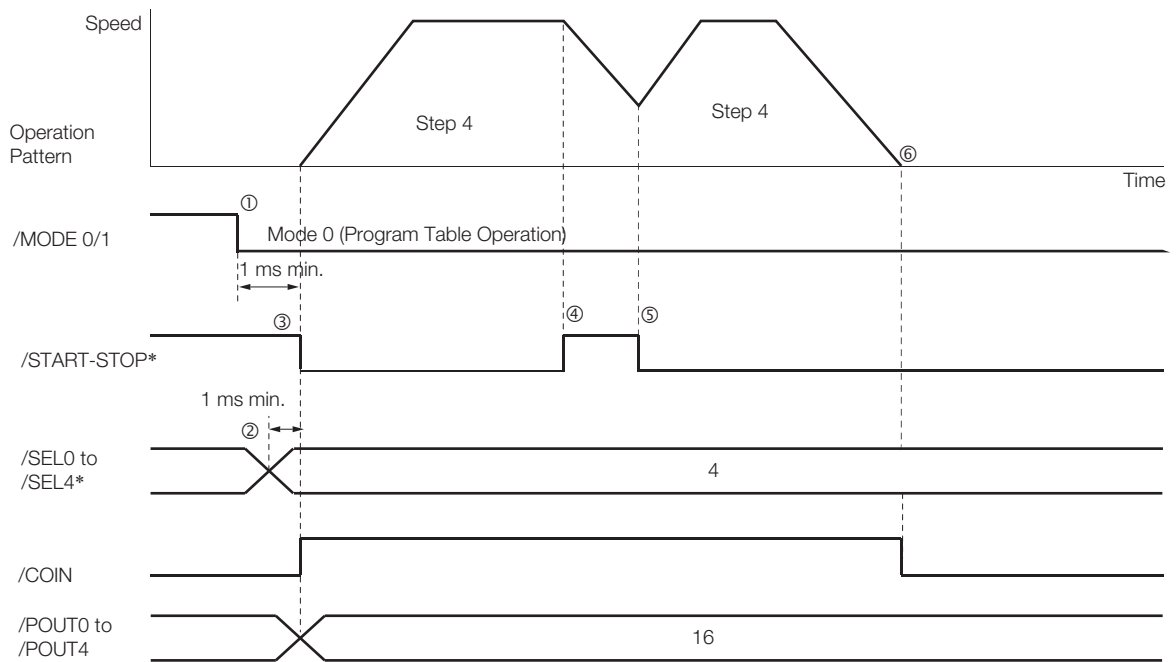 Speed
Step 4
Step 4
Operation
Pattern
⑥
Time
①
/MODE 0/1
Mode 0 (Program Table Operation)
1 ms min.
③
④
⑤
/START-STOP*
1 ms min.
②
/SEL0 to
/SEL4*
4
/COIN
/POUT0 to
/POUT4
16